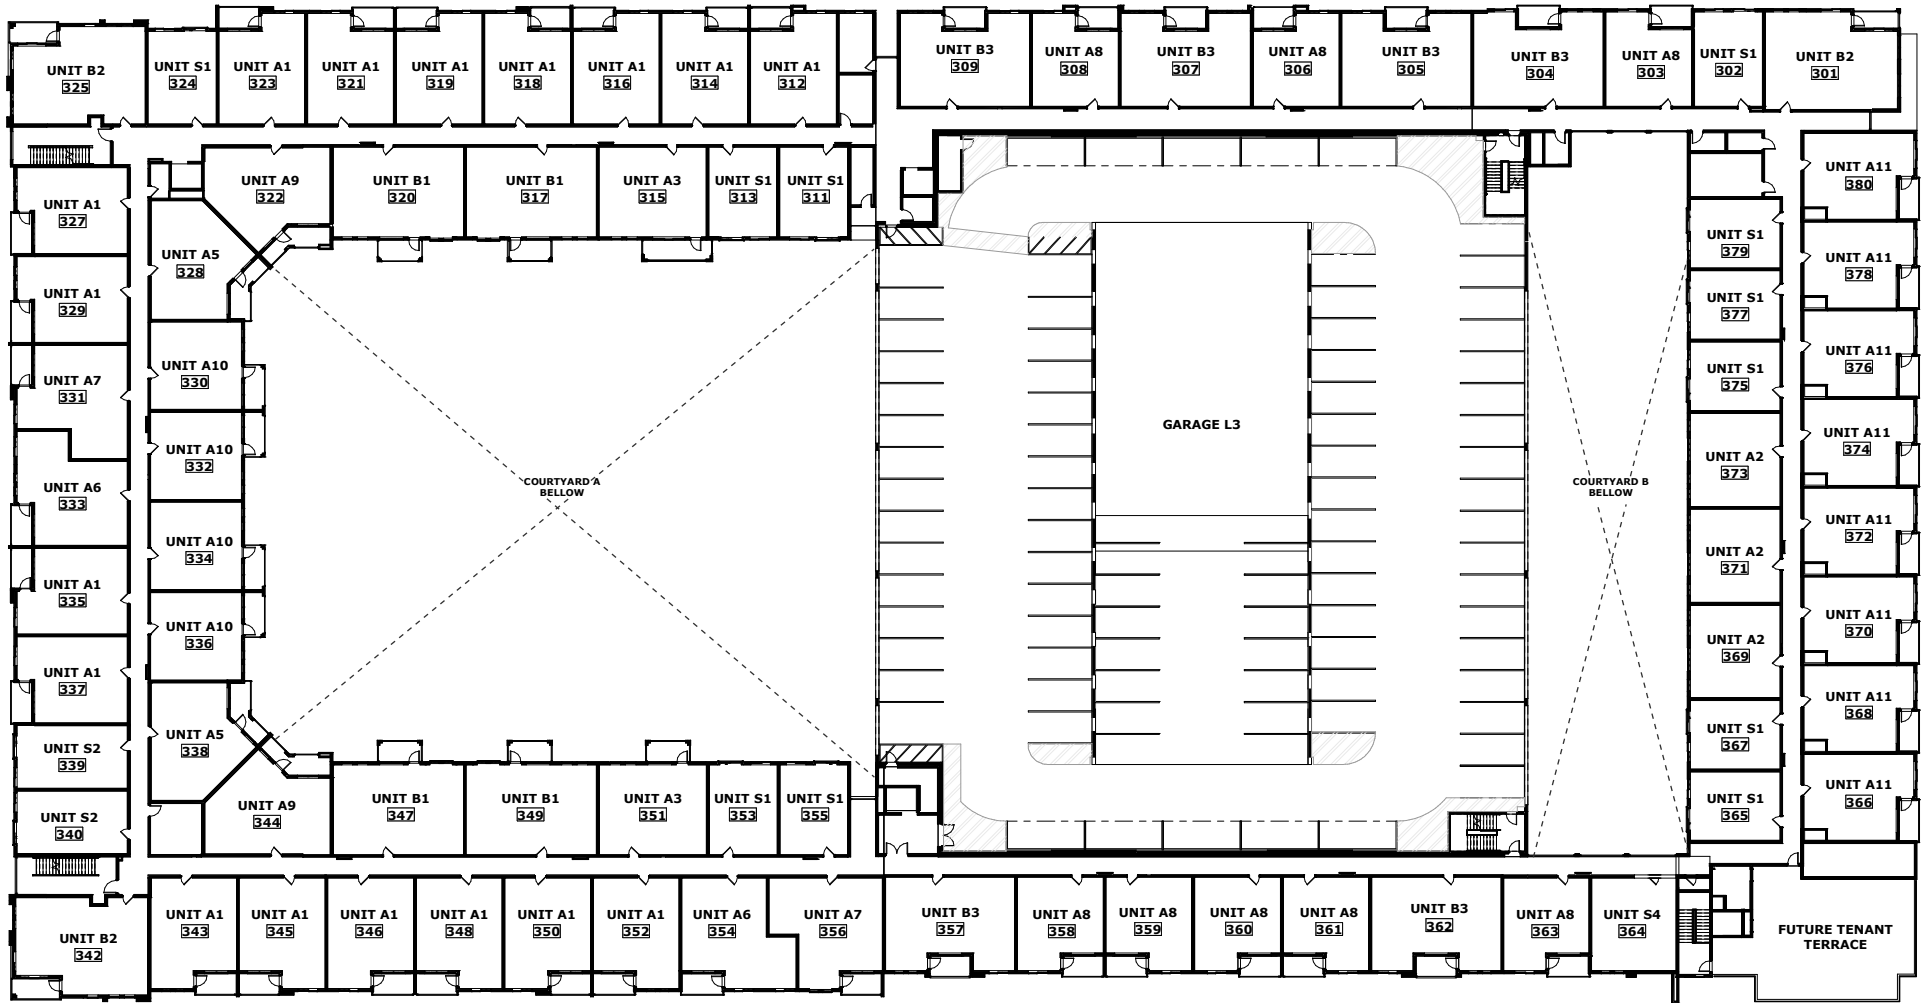 UNIT B2
325
UNIT S1
324
UNIT A1
323
UNIT A1
321
UNIT A1
319
UNIT A1
318
UNIT A1
316
UNIT A1
314
UNIT A1
312
UNIT B3
309
UNIT A8
308
UNIT B3
307
UNIT A8
306
UNIT B3
305
UNIT B3
304
UNIT A8
303
UNIT S1
302
UNIT B2
301
UNIT A9
322
UNIT B1
320
UNIT B1
317
UNIT A3
315
UNIT S1
313
UNIT S1
311
UNIT A1
327
UNIT A1
329
UNIT A7
331
UNIT A6
333
UNIT A1
335
UNIT A1
337
UNIT S2
339
UNIT S2
340
UNIT A5
328
UNIT A10
330
UNIT A10
332
UNIT A10
334
UNIT A10
336
UNIT A5
338
COURTYARD A
BELLOW
GARAGE L3
COURTYARD B
BELLOW
UNIT S1
379
UNIT S1
377
UNIT S1
375
UNIT A2
373
UNIT A2
371
UNIT A2
369
UNIT S1
367
UNIT S1
365
UNIT A11
380
UNIT A11
378
UNIT A11
376
UNIT A11
374
UNIT A11
372
UNIT A11
370
UNIT A11
368
UNIT A11
366
UNIT A9
344
UNIT B1
347
UNIT B1
349
UNIT A3
351
UNIT S1
353
UNIT S1
355
UNIT B2
342
UNIT A1
343
UNIT A1
345
UNIT A1
346
UNIT A1
348
UNIT A1
350
UNIT A1
352
UNIT A6
354
UNIT A7
356
UNIT B3
357
UNIT A8
358
UNIT A8
359
UNIT A8
360
UNIT A8
361
UNIT B3
362
UNIT A8
363
UNIT S4
364
FUTURE TENANT
TERRACE